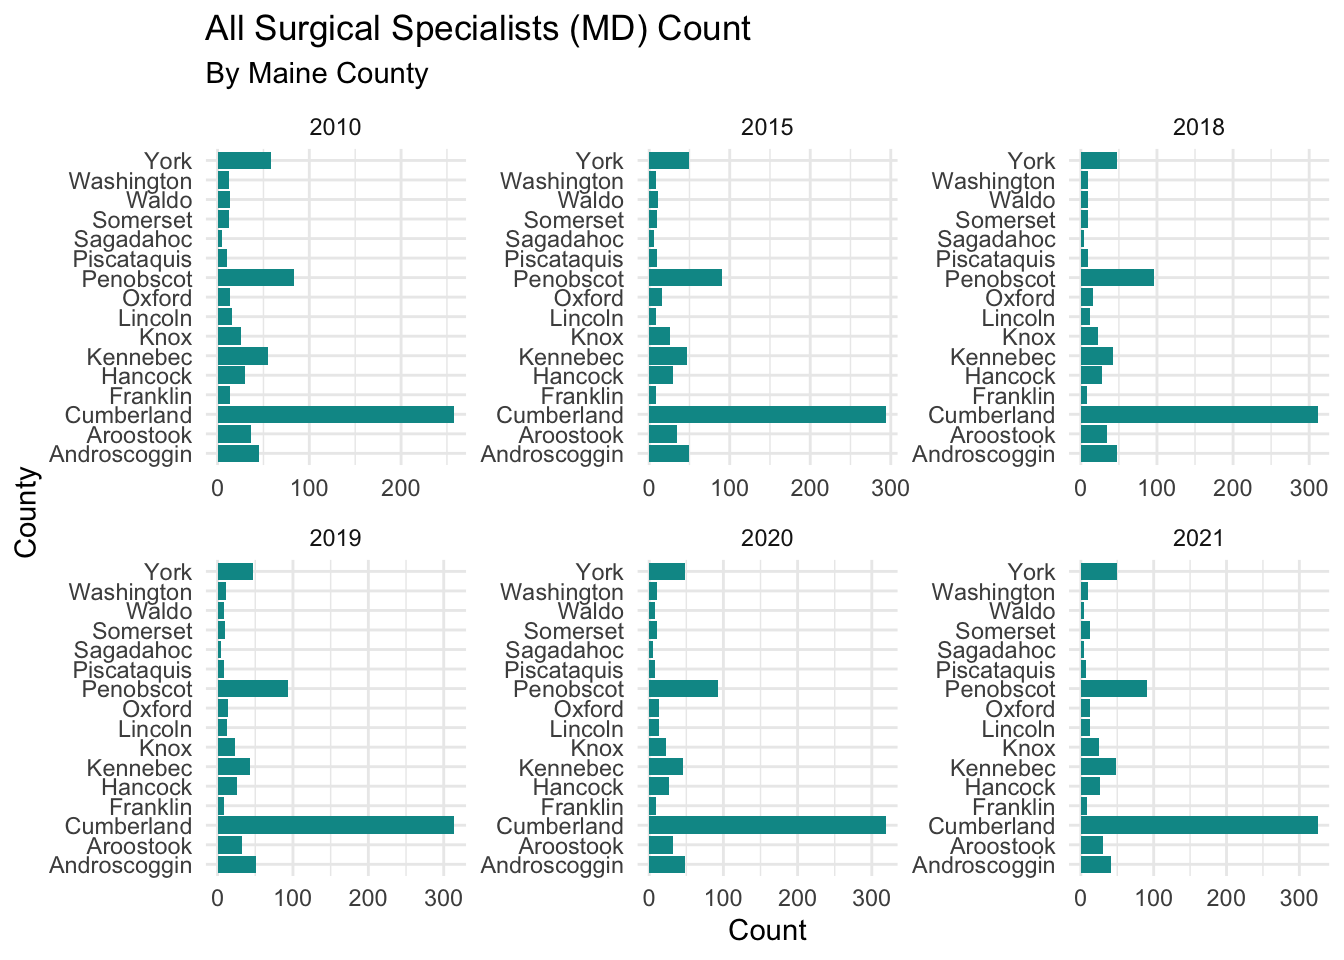 All Surgical Specialists (MD) Count
By Maine County
2010
York
Washington
Waldo
Somerset
Sagadahoc
Piscataquis
Penobscot
Oxford
Lincoln
Knox
Kennebec
Hancock
Franklin
Cumberland
Aroostook
Androscoggin
0 100 200
2015
York
Washington
Waldo
Somerset
Sagadahoc
Piscataquis
Penobscot
Oxford
Lincoln
Knox
Kennebec
Hancock
Franklin
Cumberland
Aroostook
Androscoggin
0 100 200 300
2018
York
Washington
Waldo
Somerset
Sagadahoc
Piscataquis
Penobscot
Oxford
Lincoln
Knox
Kennebec
Hancock
Franklin
Cumberland
Aroostook
Androscoggin
0 100 200 300
2019
York
Washington
Waldo
Somerset
Sagadahoc
Piscataquis
Penobscot
Oxford
Lincoln
Knox
Kennebec
Hancock
Franklin
Cumberland
Aroostook
Androscoggin
0 100 200 300
2020
York
Washington
Waldo
Somerset
Sagadahoc
Piscataquis
Penobscot
Oxford
Lincoln
Knox
Kennebec
Hancock
Franklin
Cumberland
Aroostook
Androscoggin
0 100 200 300
2021
York
Washington
Waldo
Somerset
Sagadahoc
Piscataquis
Penobscot
Oxford
Lincoln
Knox
Kennebec
Hancock
Franklin
Cumberland
Aroostook
Androscoggin
0 100 200 300
County
Count